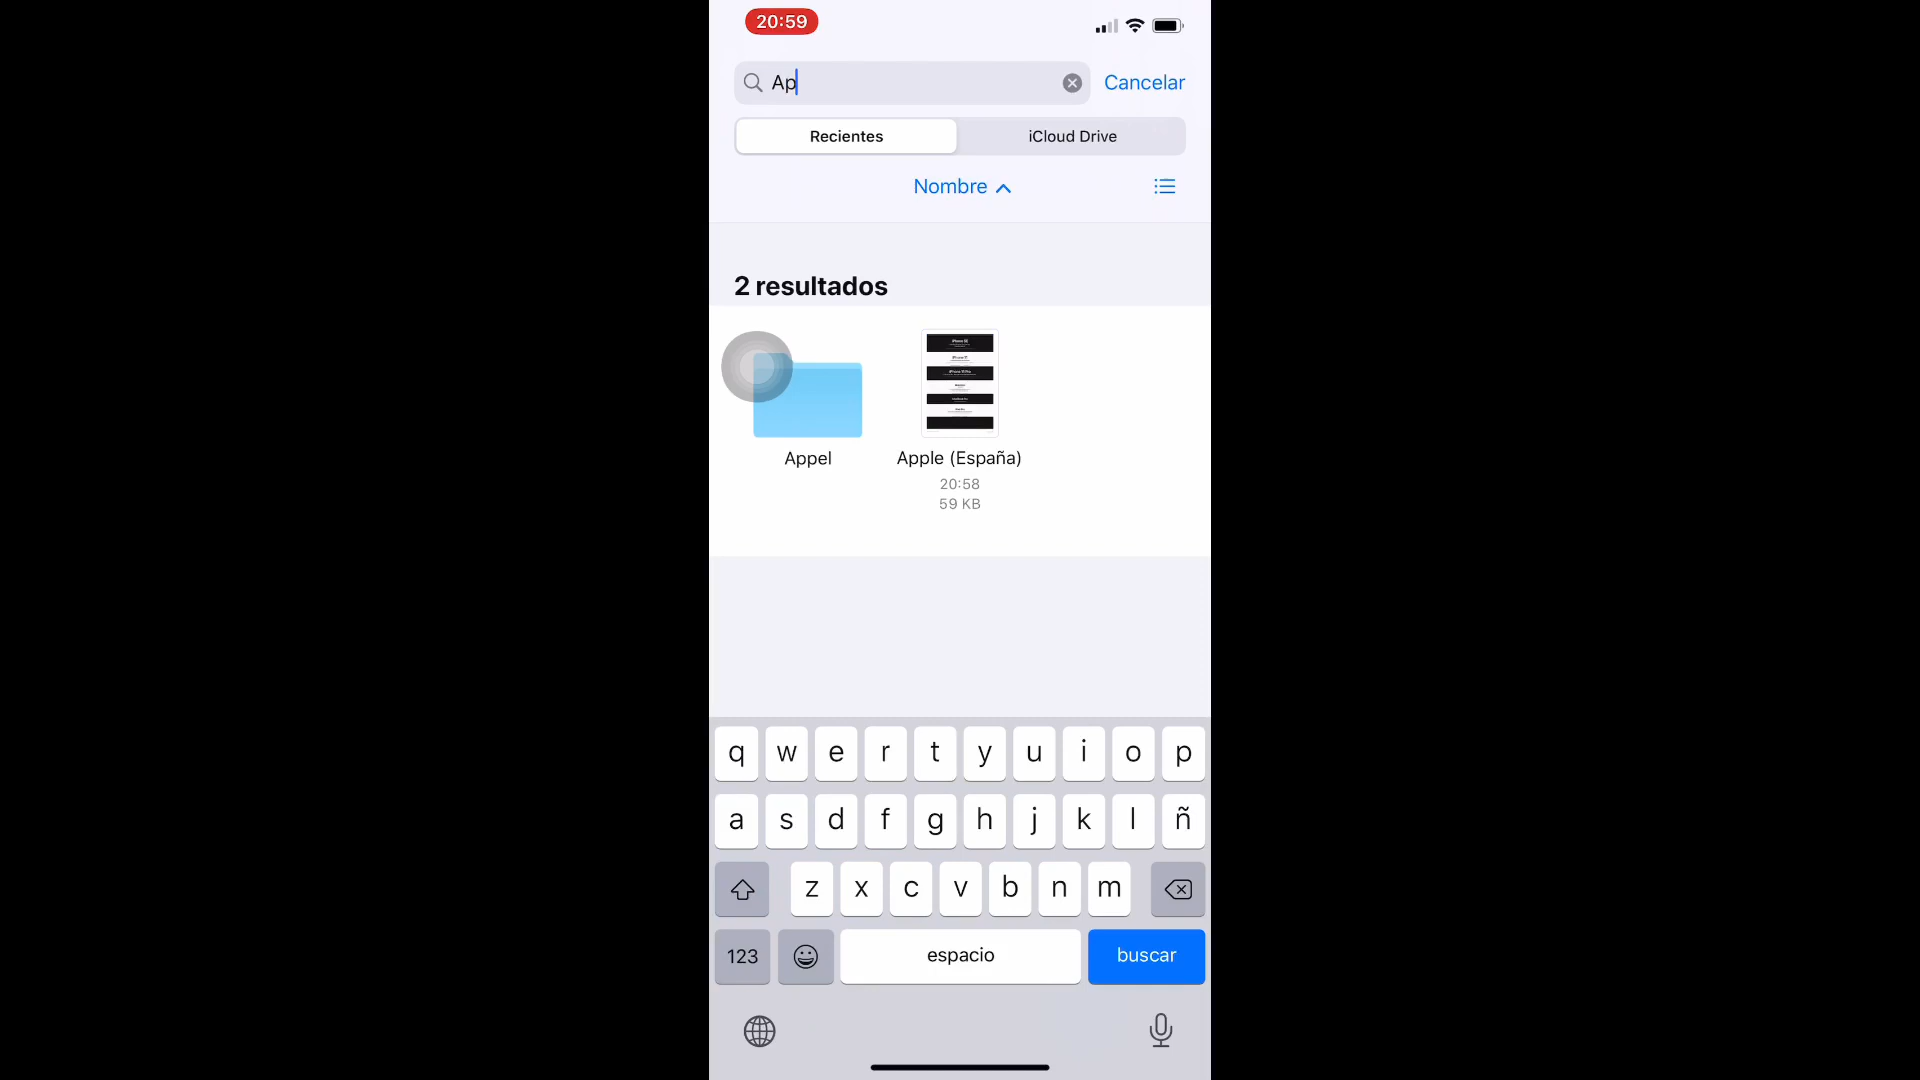 20:59
Ap
Cancelar
Recientes
iCloud Drive
Nombre
2 resultados
Appel
Apple (España)
20:58
59 KB
q w e r t y u i o p
a s d f g h j k l ñ
z x c v b n m
123
espacio
buscar